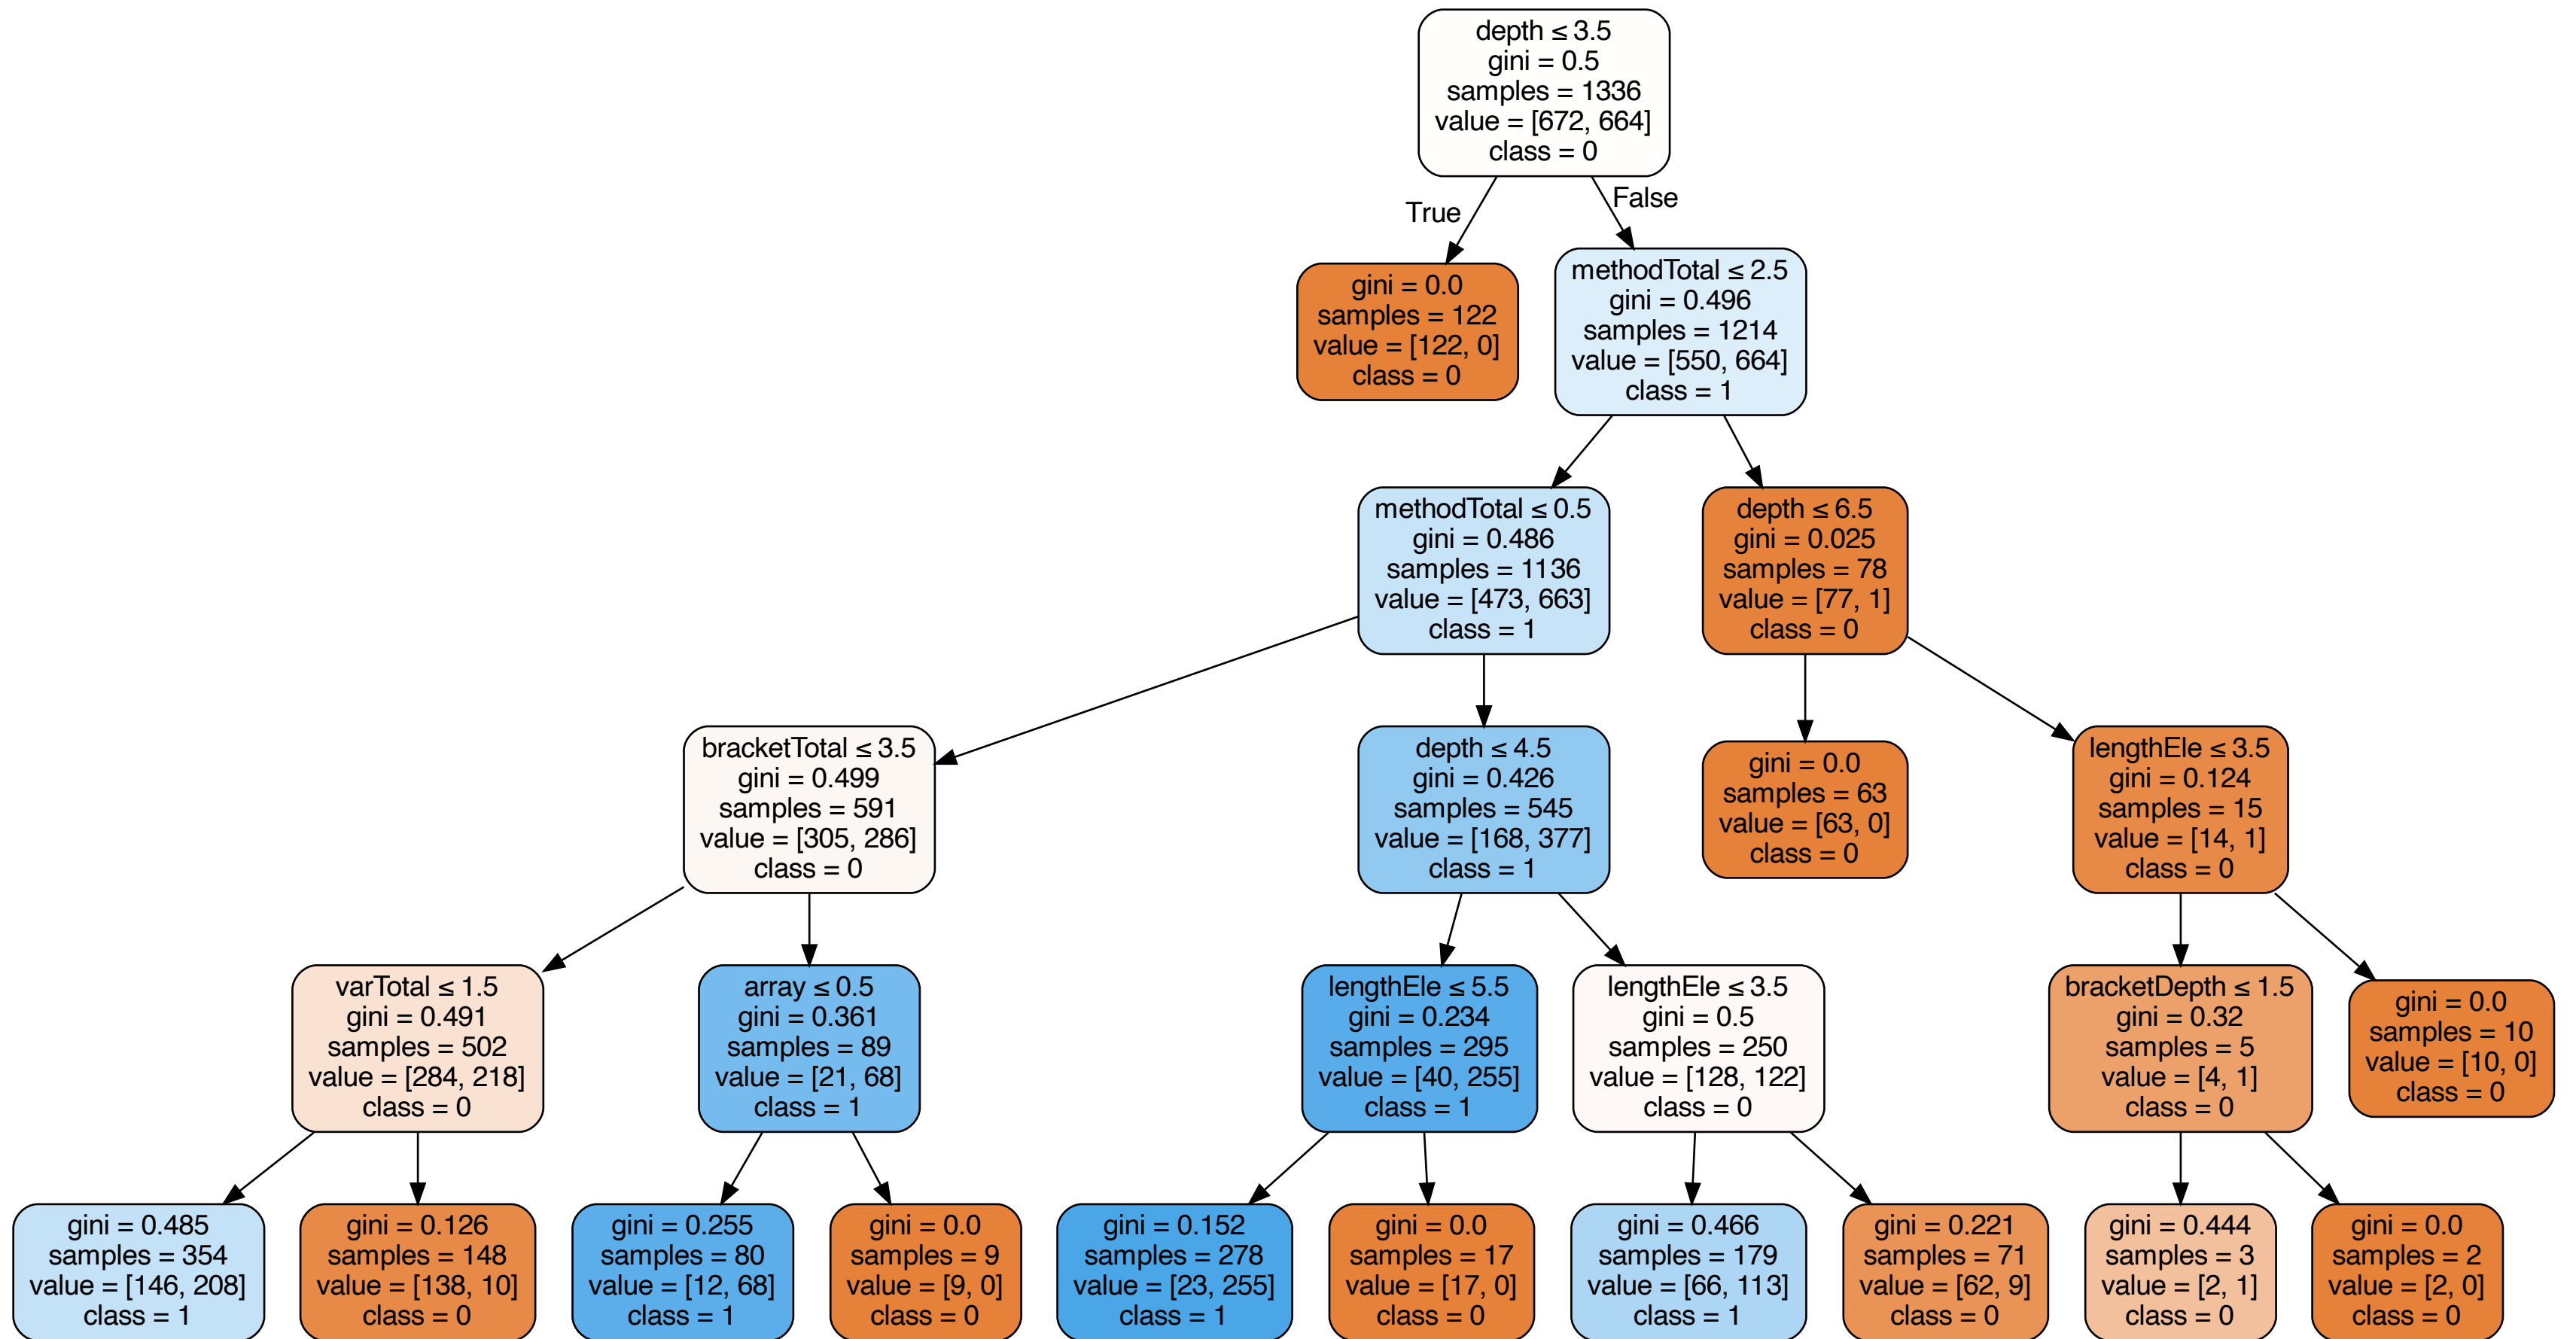 depth ≤ 3.5
gini = 0.5
samples = 1336
value = [672, 664]
class = 0
True
False
gini = 0.0
samples = 122
value = [122, 0]
class = 0
methodTotal ≤ 2.5
gini = 0.496
samples = 1214
value = [550, 664]
class = 1
methodTotal ≤ 0.5
gini = 0.486
samples = 1136
value = [473, 663]
class = 1
depth ≤ 6.5
gini = 0.025
samples = 78
value = [77, 1]
class = 0
bracketTotal ≤ 3.5
gini = 0.499
samples = 591
value = [305, 286]
class = 0
depth ≤ 4.5
gini = 0.426
samples = 545
value = [168, 377]
class = 1
gini = 0.0
samples = 63
value = [63, 0]
class = 0
lengthEle ≤ 3.5
gini = 0.124
samples = 15
value = [14, 1]
class = 0
varTotal ≤ 1.5
gini = 0.491
samples = 502
value = [284, 218]
class = 0
array ≤ 0.5
gini = 0.361
samples = 89
value = [21, 68]
class = 1
lengthEle ≤ 5.5
gini = 0.234
samples = 295
value = [40, 255]
class = 1
lengthEle ≤ 3.5
gini = 0.5
samples = 250
value = [128, 122]
class = 0
bracketDepth ≤ 1.5
gini = 0.32
samples = 5
value = [4, 1]
class = 0
gini = 0.0
samples = 10
value = [10, 0]
class = 0
gini = 0.485
samples = 354
value = [146, 208]
class = 1
gini = 0.126
samples = 148
value = [138, 10]
class = 0
gini = 0.255
samples = 80
value = [12, 68]
class = 1
gini = 0.0
samples = 9
value = [9, 0]
class = 0
gini = 0.152
samples = 278
value = [23, 255]
class = 1
gini = 0.0
samples = 17
value = [17, 0]
class = 0
gini = 0.466
samples = 179
value = [66, 113]
class = 1
gini = 0.221
samples = 71
value = [62, 9]
class = 0
gini = 0.444
samples = 3
value = [2, 1]
class = 0
gini = 0.0
samples = 2
value = [2, 0]
class = 0